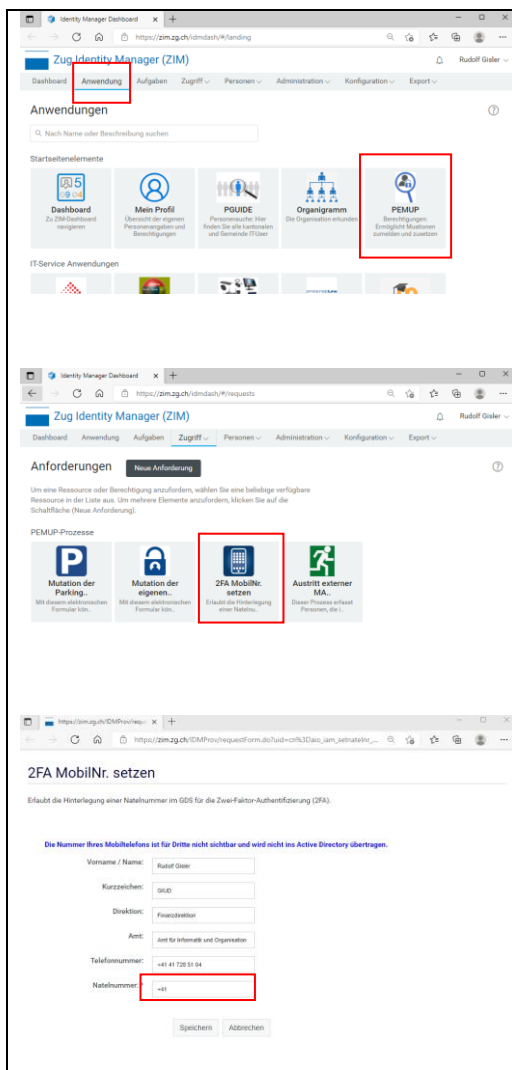 Identity Manager Dashboard
https://zim.zg.ch/idmdash/#/landing
Zug Identity Manager (ZIM)
Rudolf Gisler
Dashboard Anwendung Aufgaben Zugriff Personen Administration Konfiguration Export
Anwendungen
Nach Name oder Beschreibung suchen
Startseitenelemente
Dashboard
Zu ZIM-Dashboard
navigieren
Mein Profil
Übersicht der eigenen
Personenangaben und
Berechtigungen
PGUIDE
Personensuche: Hier
finden Sie alle kantonalen
und Gemeinde IT-User
Organigramm
Die Organisation erkunden
PEMUP
Berechtigungen:
Ermöglicht Muationen
zumelden und zusetzen
IT-Service Anwendungen
Identity Manager Dashboard
https://zim.zg.ch/idmdash/#/requests
Zug Identity Manager (ZIM)
Rudolf Gisler
Dashboard Anwendung Aufgaben Zugriff Personen Administration Konfiguration Export
Anforderungen
Neue Anforderung
Um eine Ressource oder Berechtigung anzufordern, wählen Sie eine beliebige verfügbare
Ressource in der Liste aus. Um mehrere Elemente anzufordern, klicken Sie auf die
Schaltfläche (Neue Anforderung).
PEMUP-Prozesse
P
Mutation der
Parking..
Mit diesem elektronischen
Formular kön..
Mutation der
eigenen..
Mit diesem elektronischen
Formular kön..
2FA MobilNr.
setzen
Erlaubt die Hinterlegung
einer Natelnu..
Austritt externer
MA..
Dieser Prozess erfasst
Personen, die i..
https://zim.zg.ch/IDMProv/requ
https://zim.zg.ch/IDMProv/requestForm.do?uid=cn%3Daio_iam_setnatelnr_...
2FA MobilNr. setzen
Erlaubt die Hinterlegung einer Natelnummer im GDS für die Zwei-Faktor-Authentifizierung (2FA).
Die Nummer Ihres Mobiltelefons ist für Dritte nicht sichtbar und wird nicht ins Active Directory übertragen.
Vorname / Name: Rudolf Gisler
Kurzzeichen: GIUD
Direktion: Finanzdirektion
Amt: Amt für Informatik und Organisation
Telefonnummer: +41 41 728 51 04
Natelnummer:* +41
Speichern Abbrechen